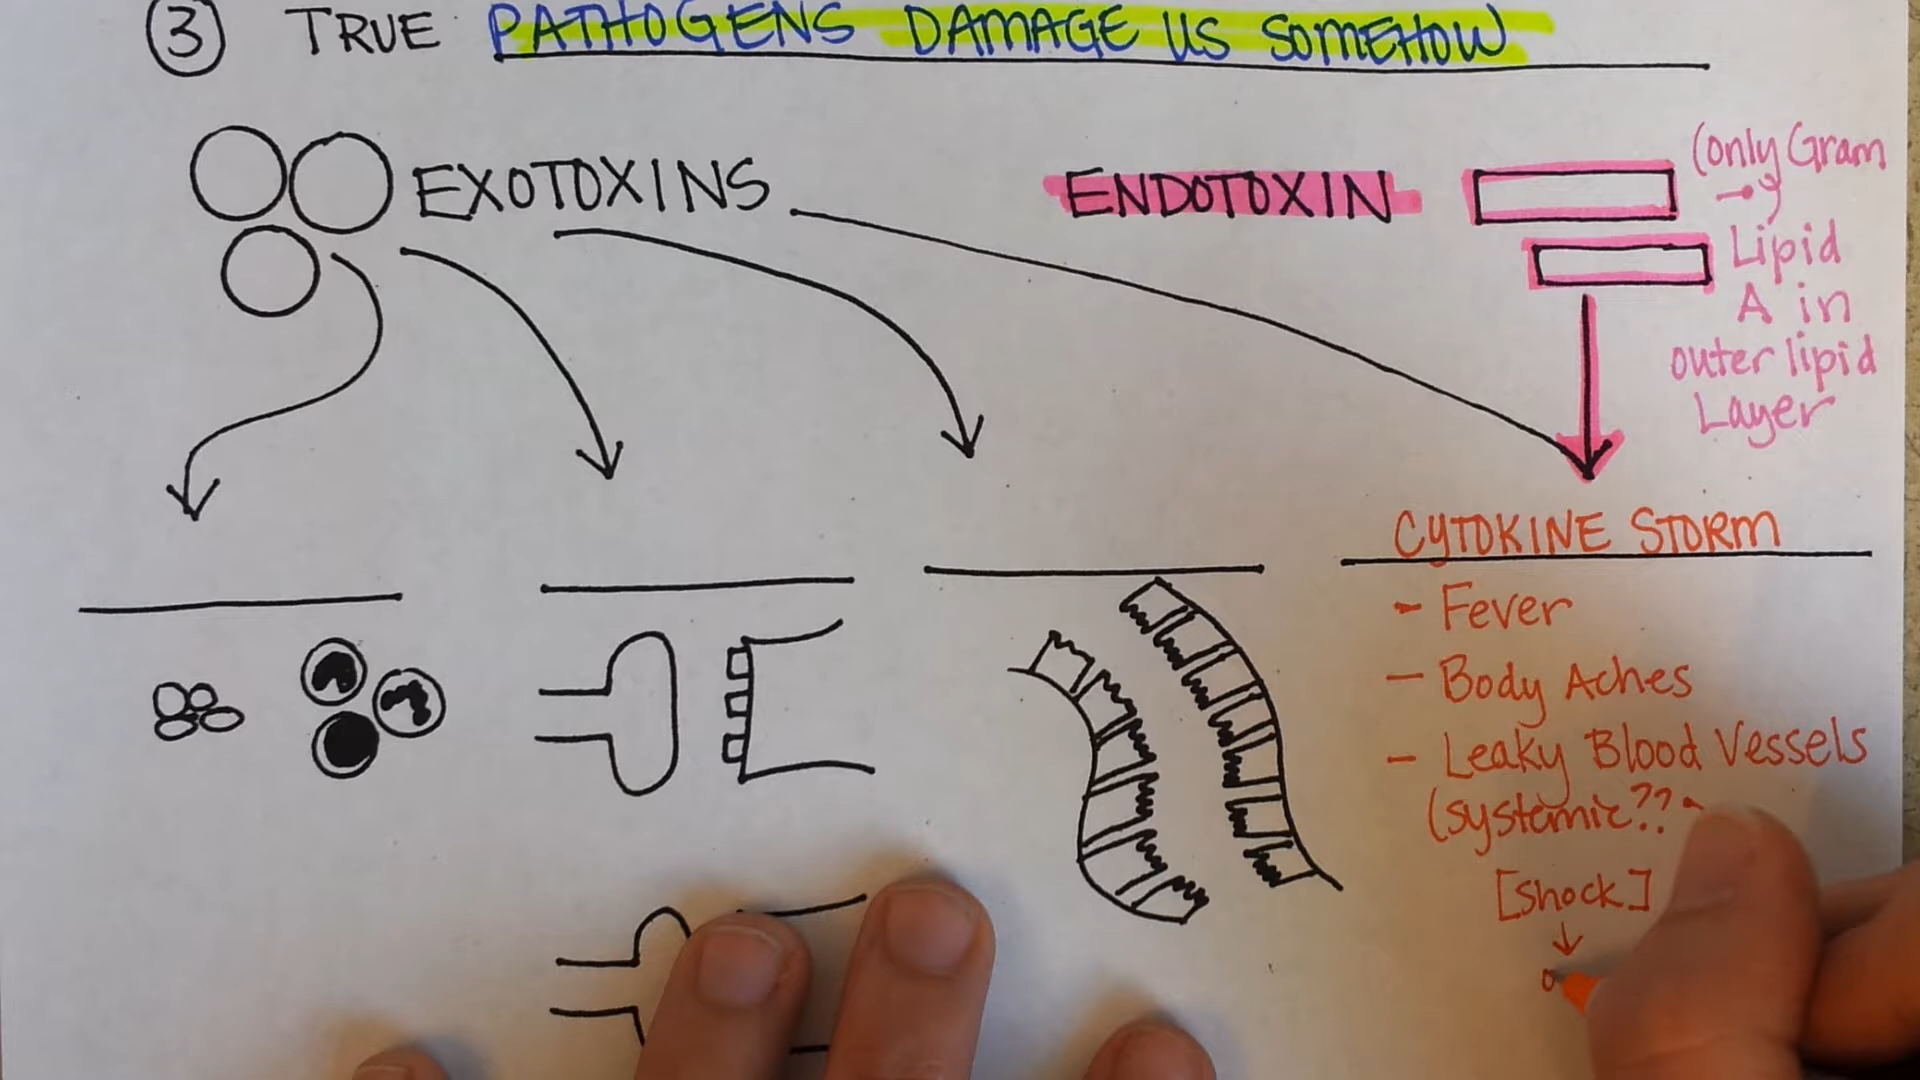 ③ TRUE PATHOGENS DAMAGE US SOMEHOW
EXOTOXINS
ENDOTOXIN
(only Gram
-)
Lipid
A in
outer lipid
Layer
CYTOKINE STORM
- Fever
- Body Aches
- Leaky Blood Vessels
(systemic??
[shock]